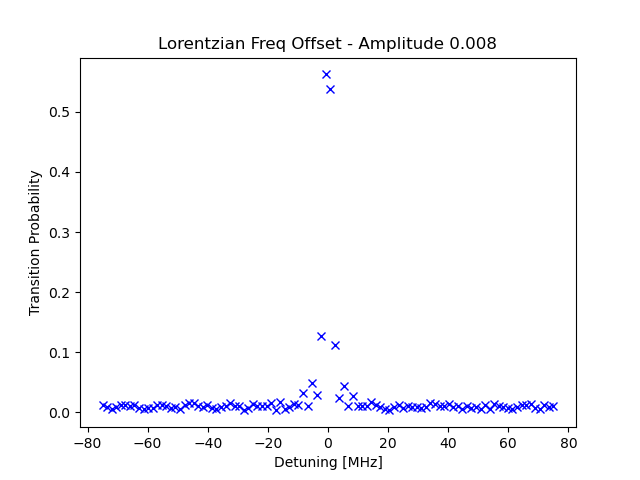 Lorentzian Freq Offset - Amplitude 0.008
Transition Probability
0.5
0.4
0.3
0.2
0.1
0.0
−80 −60 −40 −20 0 20 40 60 80
Detuning [MHz]